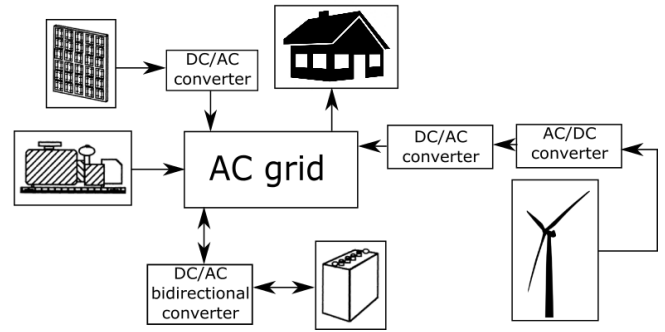 DC/AC
converter
AC grid
DC/AC
converter
AC/DC
converter
DC/AC
bidirectional
converter